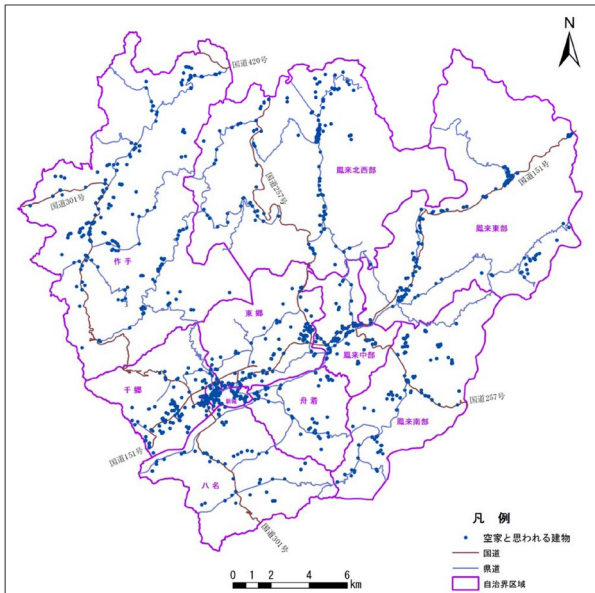 N
国道420号
国道301号
国道257号
鳳来北西部
国道151号
鳳来東部
作手
東郷
鳳来中部
千郷
新城
舟着
国道257号
鳳来南部
国道151号
八名
国道301号
凡 例
空家と思われる建物
国道
県道
自治界区域
0 1 2 4 6
km